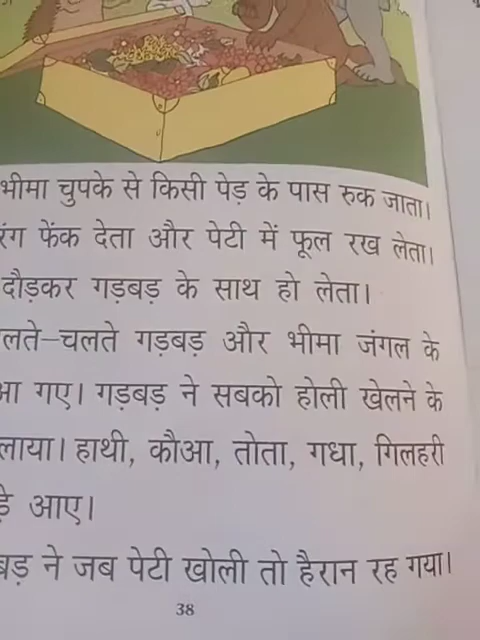 भीमा चुपके से किसी पेड़ के पास रुक जाता।
रंग फेंक देता और पेटी में फूल रख लेता।
दौड़कर गड़बड़ के साथ हो लेता।
लते–चलते गड़बड़ और भीमा जंगल के
आ गए। गड़बड़ ने सबको होली खेलने के
लाया। हाथी, कौआ, तोता, गधा, गिलहरी
ड़े आए।
बड़ ने जब पेटी खोली तो हैरान रह गया।
38